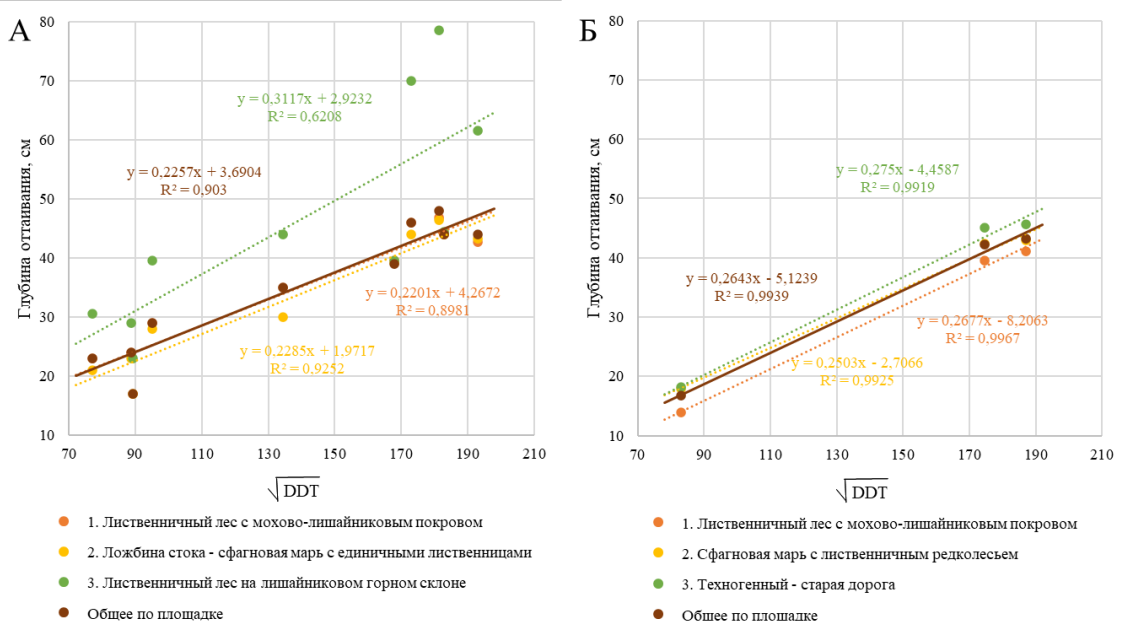 А
Глубина оттаивания, см
80
70
60
50
40
30
20
10
y = 0,3117x + 2,9232
R² = 0,6208
y = 0,2257x + 3,6904
R² = 0,903
y = 0,2201x + 4,2672
R² = 0,8981
y = 0,2285x + 1,9717
R² = 0,9252
70 90 110 130 150 170 190 210
√DDT
1. Лиственничный лес с мохово-лишайниковым покровом
2. Ложбина стока - сфагновая марь с единичными лиственницами
3. Лиственничный лес на лишайниковом горном склоне
Общее по площадке
Б
Глубина оттаивания, см
80
70
60
50
40
30
20
10
y = 0,275x - 4,4587
R² = 0,9919
y = 0,2643x - 5,1239
R² = 0,9939
y = 0,2677x - 8,2063
R² = 0,9967
y = 0,2503x - 2,7066
R² = 0,9925
70 90 110 130 150 170 190 210
√DDT
1. Лиственничный лес с мохово-лишайниковым покровом
2. Сфагновая марь с лиственничным редколесьем
3. Техногенный - старая дорога
Общее по площадке